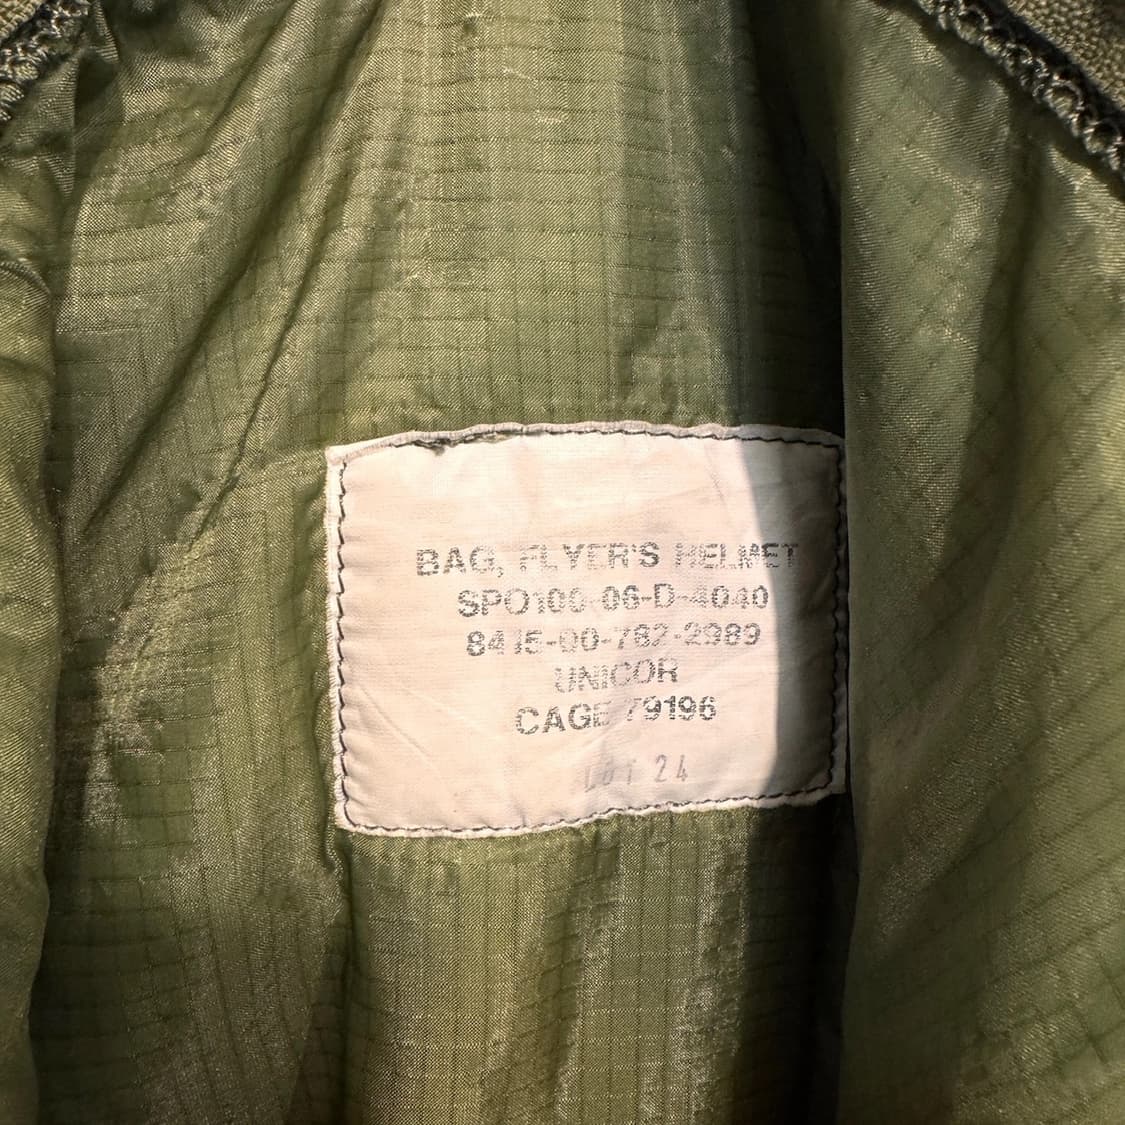 BAG, FLYER'S HELMET
SPO100-06-D-4040
8415-00-782-2989
UNICOR
CAGE 79196
LOT 24